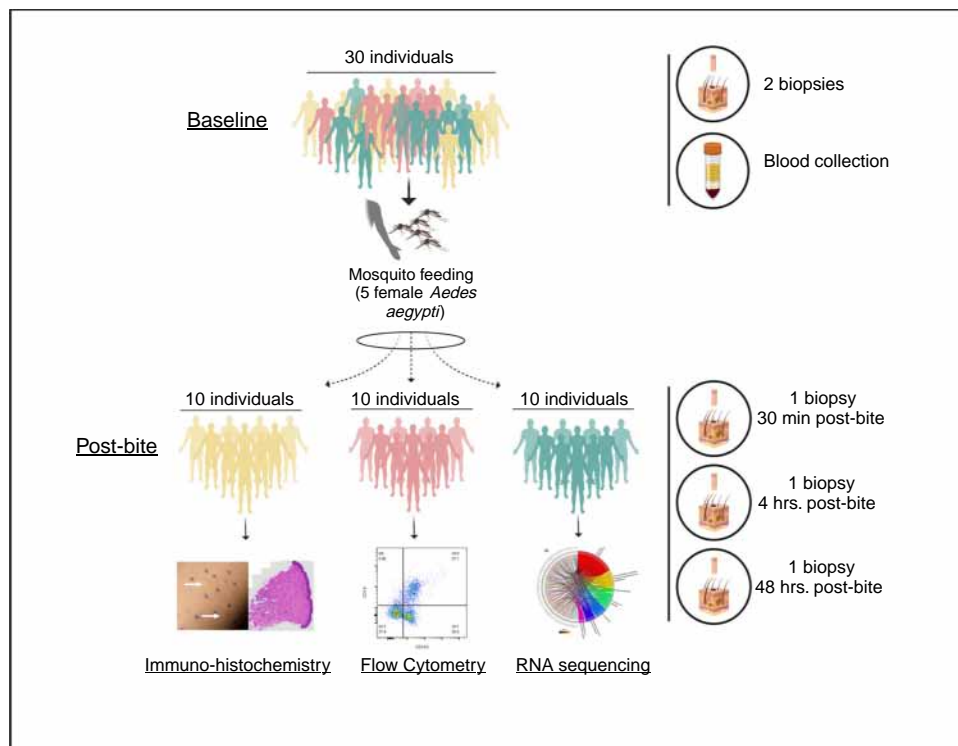 30 individuals
Baseline
2 biopsies
Blood collection
Mosquito feeding
(5 female Aedes
aegypti)
10 individuals
10 individuals
10 individuals
Post-bite
1 biopsy
30 min post-bite
1 biopsy
4 hrs. post-bite
1 biopsy
48 hrs. post-bite
Immuno-histochemistry
Flow Cytometry
RNA sequencing